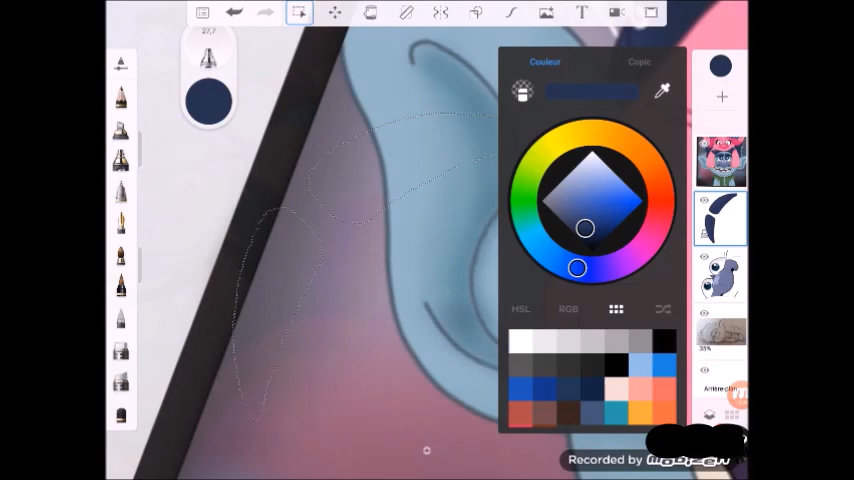 T
27,7
Couleur
Copic
HSL
RGB
35%
Arrière-plan
Recorded by